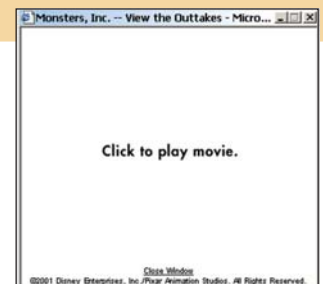 Monsters, Inc. -- View the Outtakes - Micro...
Click to play movie.
Close Window
©2001 Disney Enterprises, Inc./Pixar Animation Studios. All Rights Reserved.